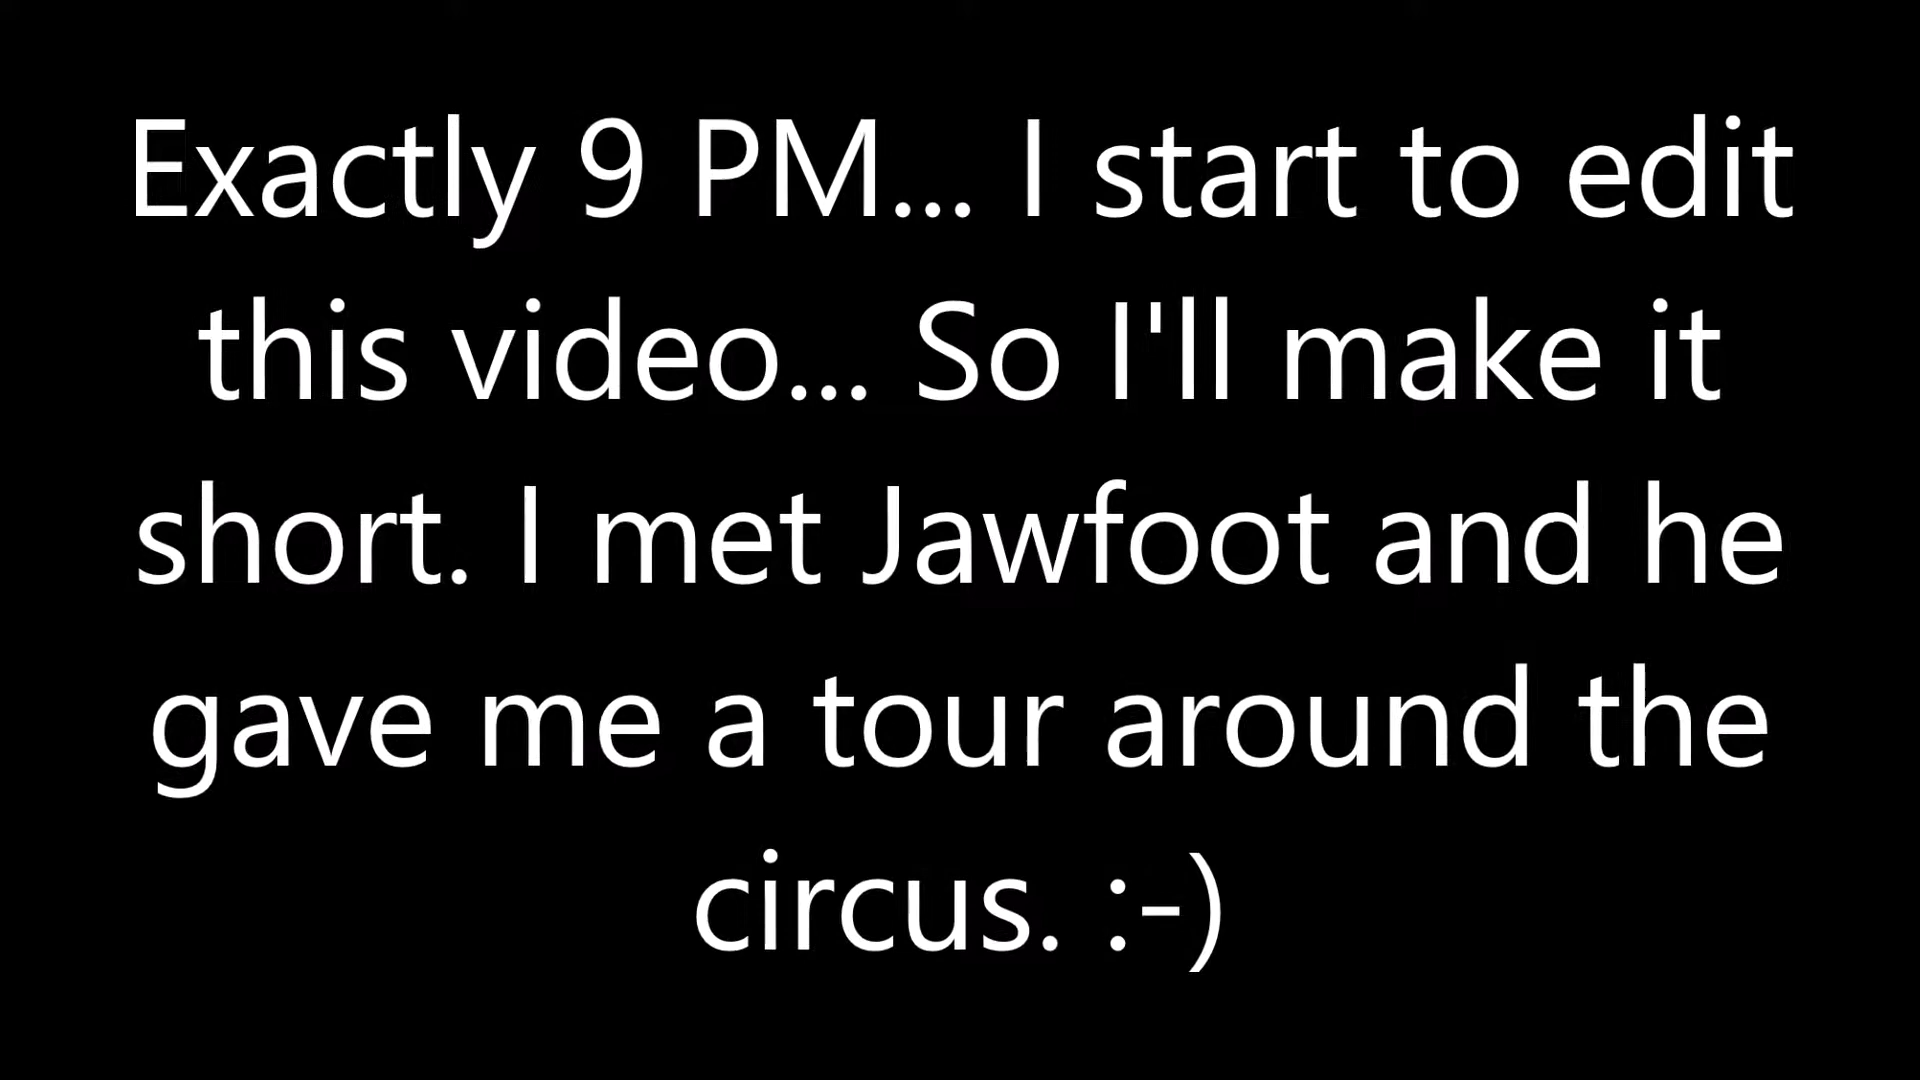 Exactly 9 PM... I start to edit
this video... So I'll make it
short. I met Jawfoot and he
gave me a tour around the
circus. :-)